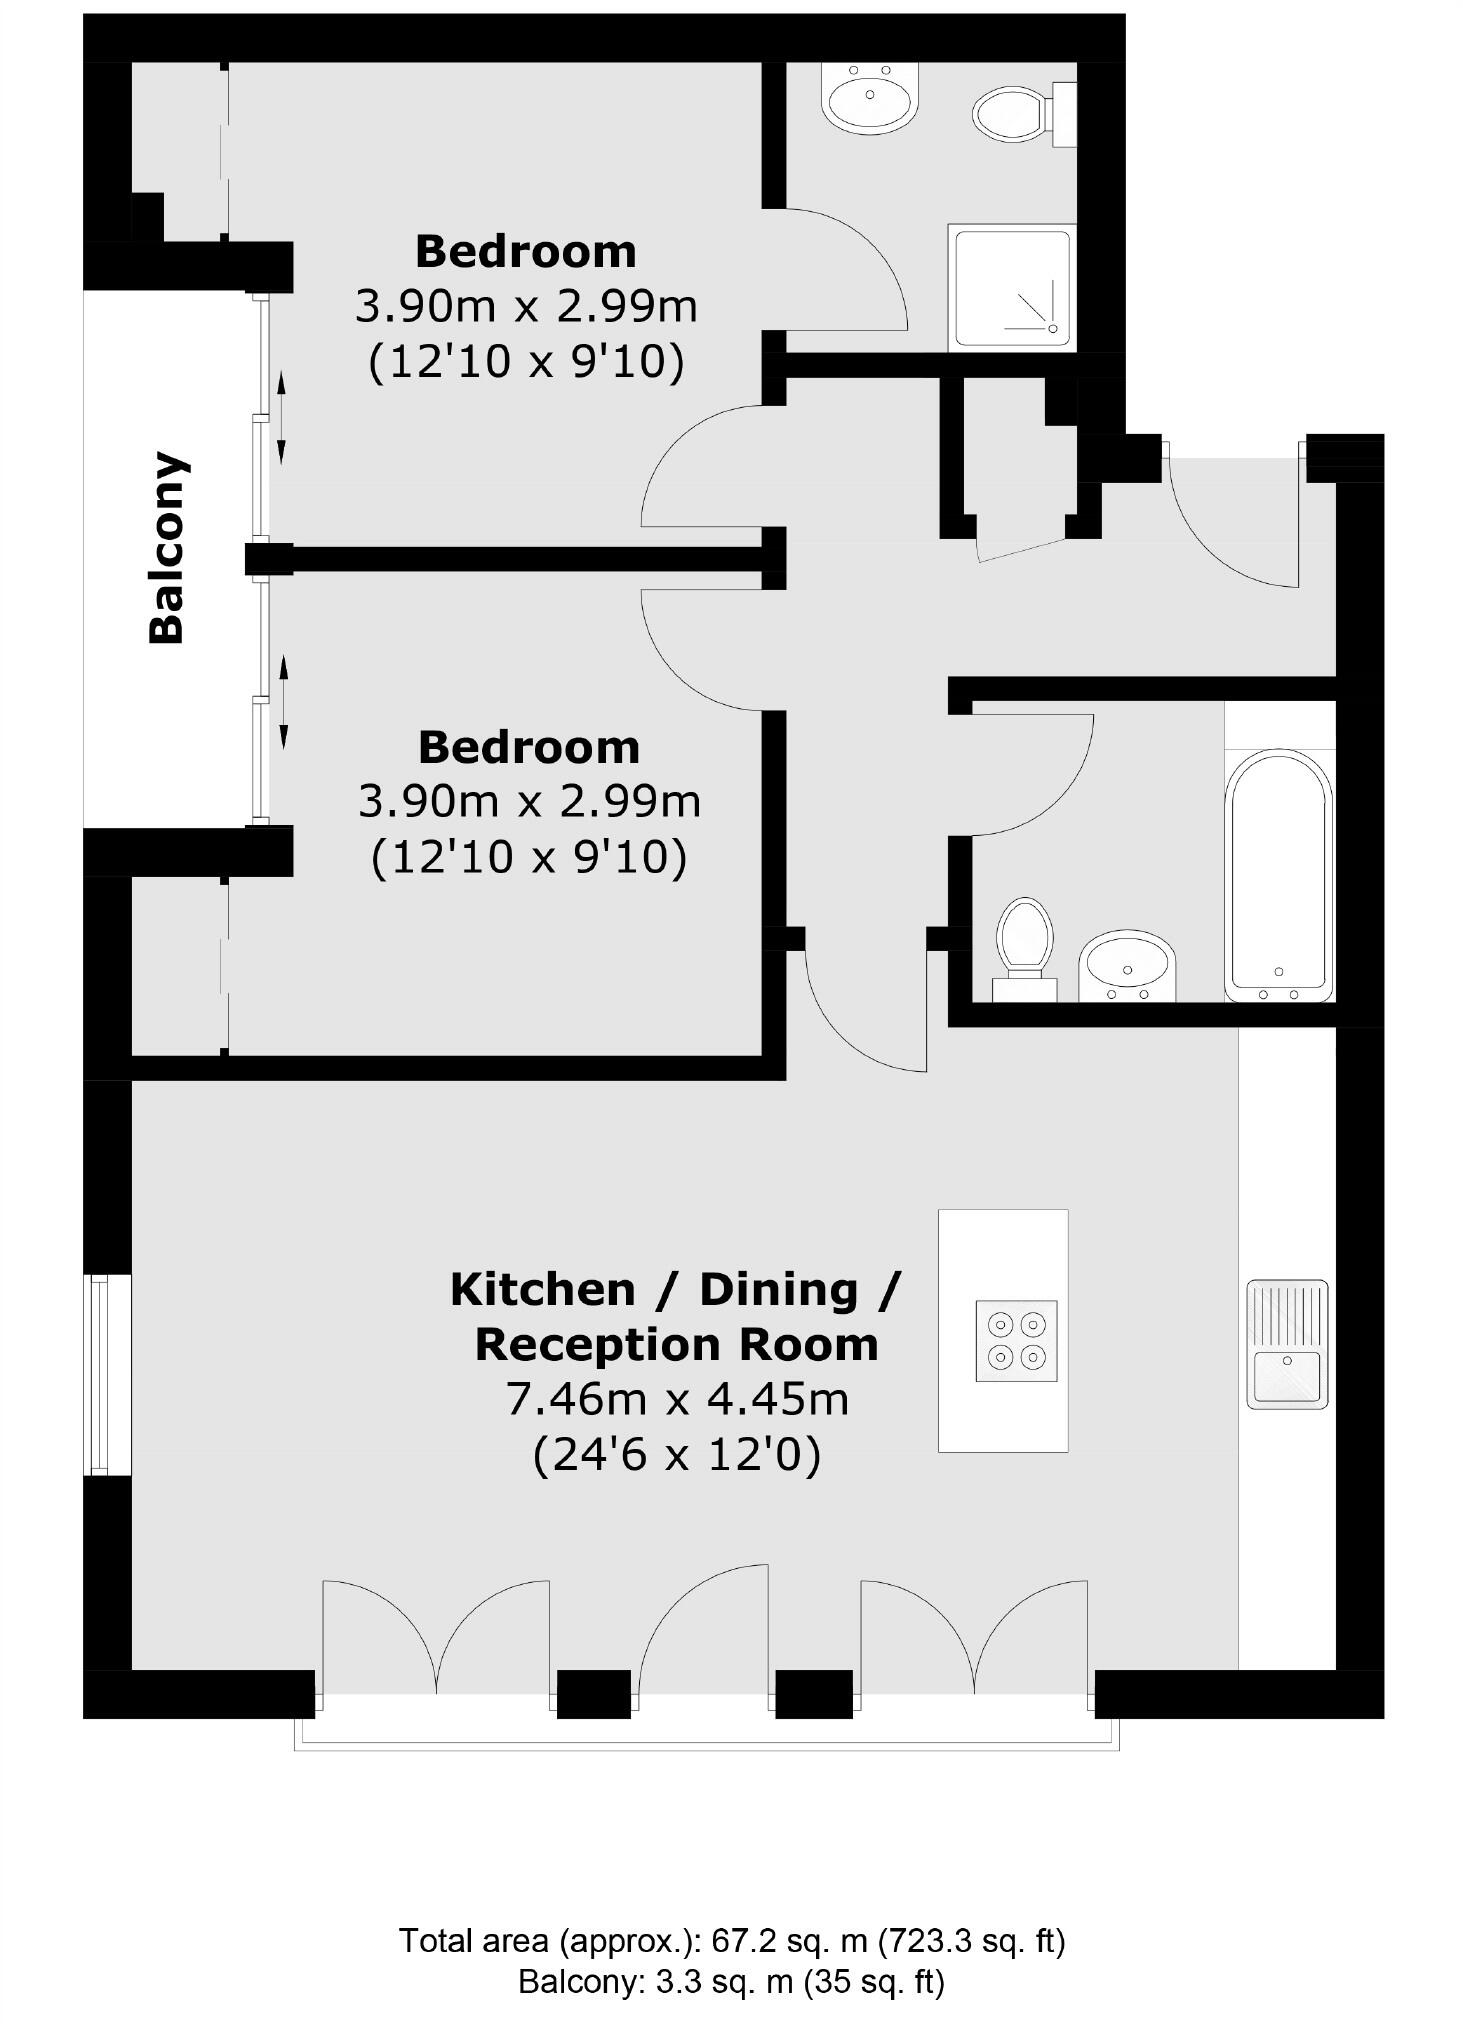 Bedroom
3.90m x 2.99m
(12'10 x 9'10)
Balcony
Bedroom
3.90m x 2.99m
(12'10 x 9'10)
Kitchen / Dining /
Reception Room
7.46m x 4.45m
(24'6 x 12'0)
Total area (approx.): 67.2 sq. m (723.3 sq. ft)
Balcony: 3.3 sq. m (35 sq. ft)